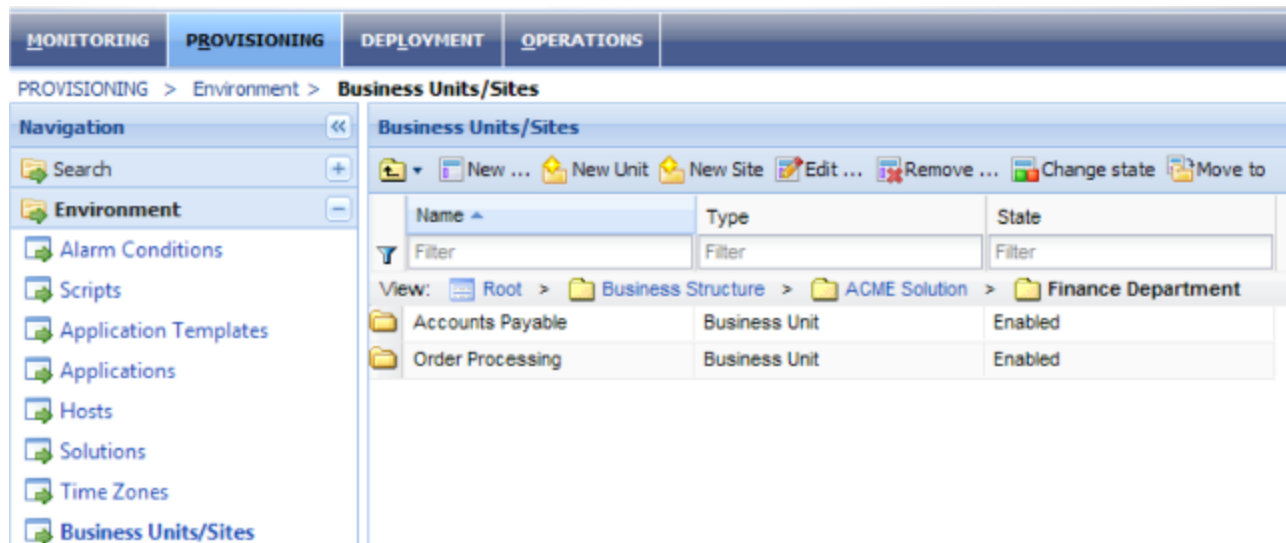 MONITORING PROVISIONING DEPLOYMENT OPERATIONS
PROVISIONING > Environment > Business Units/Sites
Navigation Business Units/Sites
Search New ... New Unit New Site Edit ... Remove ... Change state Move to
Environment Name Type State
Alarm Conditions Filter Filter Filter
Scripts View: Root > Business Structure > ACME Solution > Finance Department
Accounts Payable Business Unit Enabled
Application Templates Order Processing Business Unit Enabled
Applications
Hosts
Solutions
Time Zones
Business Units/Sites